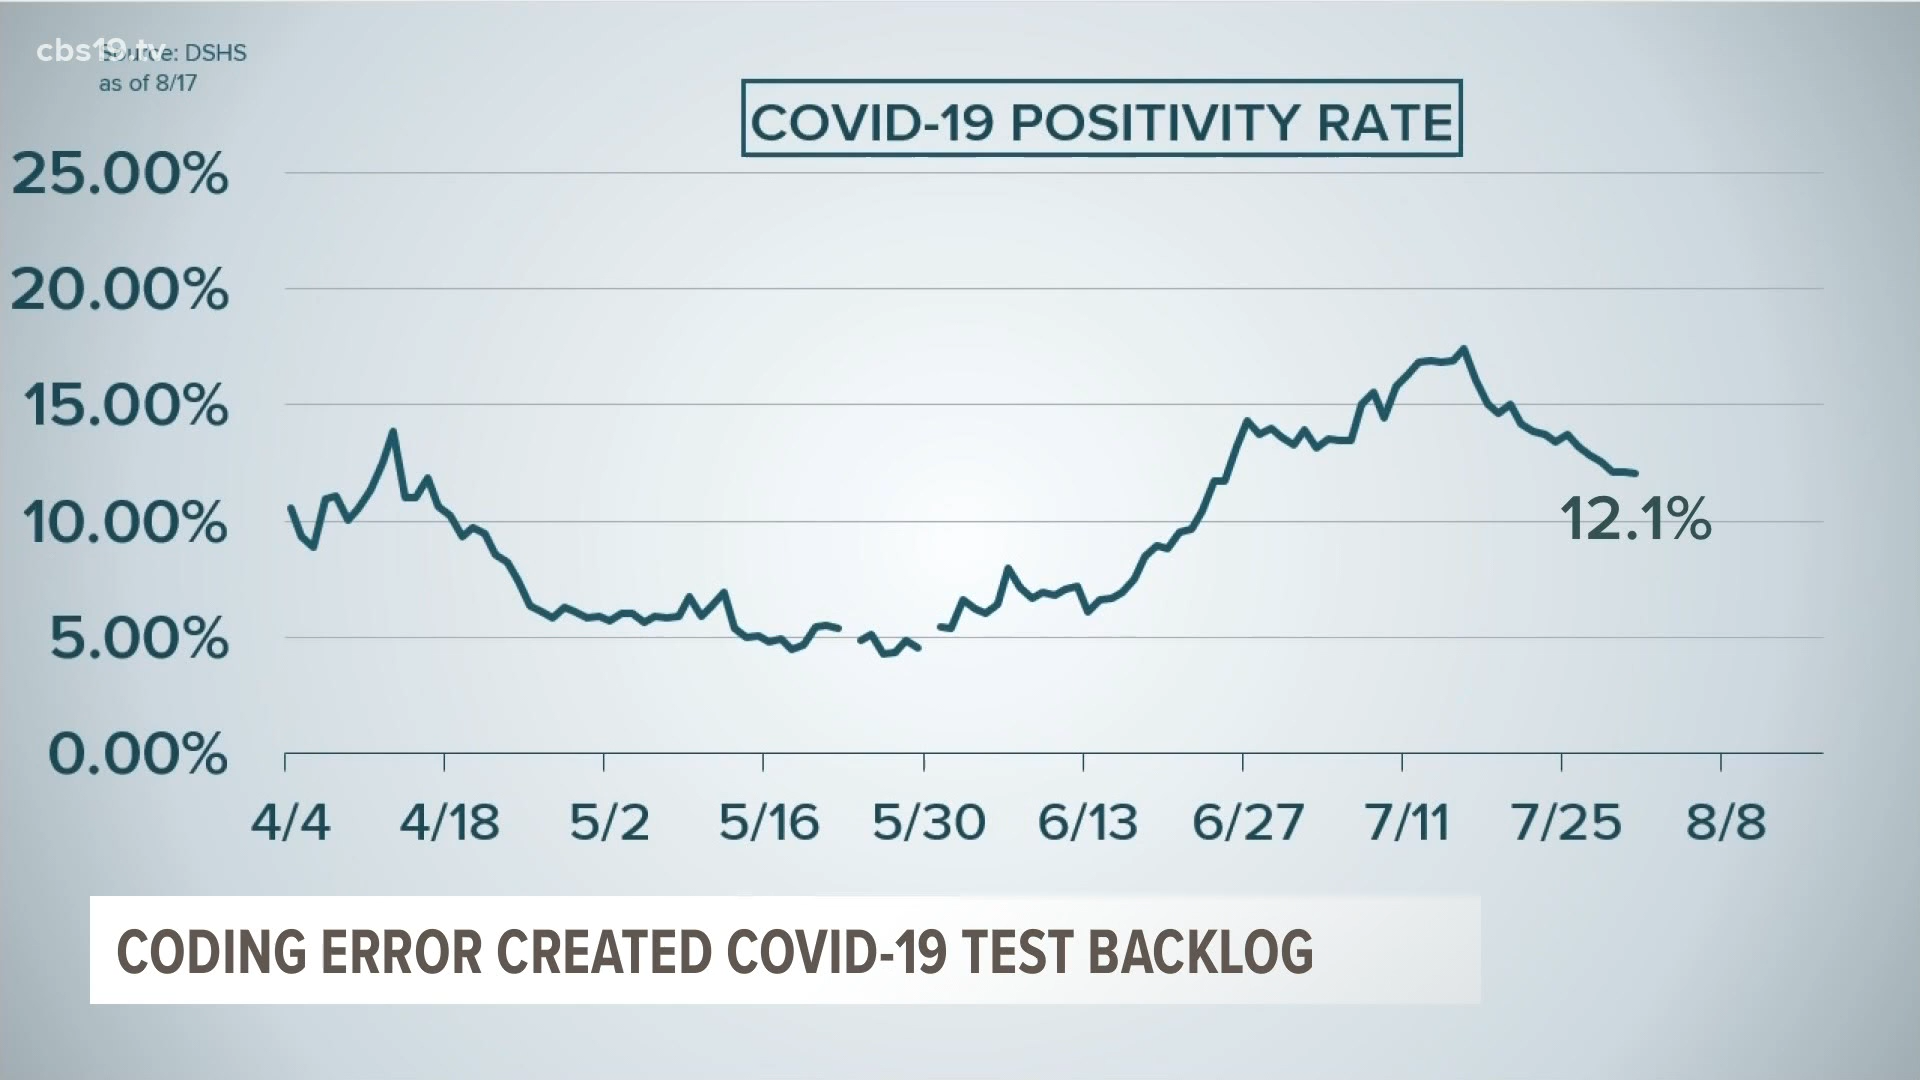 cbs19.tv
Source: DSHS
as of 8/17
COVID-19 POSITIVITY RATE
25.00%
20.00%
15.00%
10.00%
5.00%
0.00%
12.1%
4/4 4/18 5/2 5/16 5/30 6/13 6/27 7/11 7/25 8/8
CODING ERROR CREATED COVID-19 TEST BACKLOG